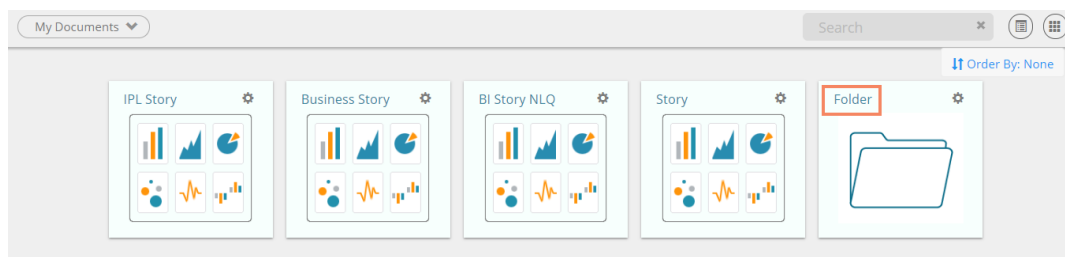 My Documents
Search
Order By: None
IPL Story
Business Story
BI Story NLQ
Story
Folder